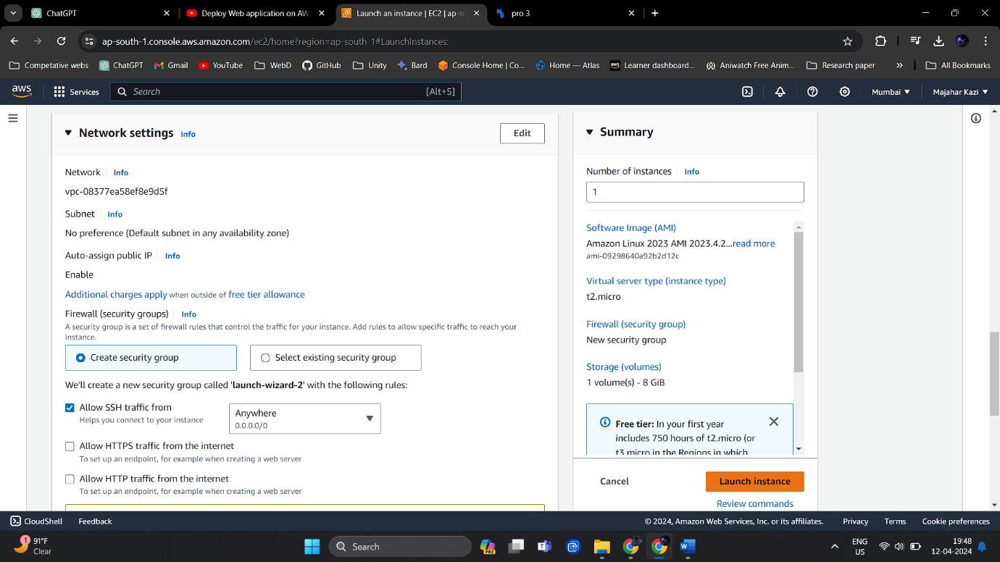 ChatGPT
Deploy Web application on AW
Launch an instance | EC2 | ap-so
pro 3
ap-south-1.console.aws.amazon.com/ec2/home?region=ap-south-1#LaunchInstances:
Competative webs
ChatGPT
Gmail
YouTube
WebD
GitHub
Unity
Bard
Console Home | Co...
Home — Atlas
Learner dashboard...
Aniwatch Free Anim...
Research paper
»
All Bookmarks
aws
Services
Search
[Alt+S]
Mumbai
Majahar Kazi
Network settings Info
Edit
Network Info
vpc-08377ea58ef8e9d5f
Subnet Info
No preference (Default subnet in any availability zone)
Auto-assign public IP Info
Enable
Additional charges apply when outside of free tier allowance
Firewall (security groups) Info
A security group is a set of firewall rules that control the traffic for your instance. Add rules to allow specific traffic to reach your
instance.
Create security group
Select existing security group
We'll create a new security group called 'launch-wizard-2' with the following rules:
Allow SSH traffic from
Helps you connect to your instance
Anywhere
0.0.0.0/0
Allow HTTPS traffic from the internet
To set up an endpoint, for example when creating a web server
Allow HTTP traffic from the internet
To set up an endpoint, for example when creating a web server
Summary
Number of instances Info
1
Software Image (AMI)
Amazon Linux 2023 AMI 2023.4.2...read more
ami-09298640a92b2d12c
Virtual server type (instance type)
t2.micro
Firewall (security group)
New security group
Storage (volumes)
1 volume(s) - 8 GiB
Free tier: In your first year
includes 750 hours of t2.micro (or
t3.micro in the Regions in which
Cancel
Launch instance
Review commands
CloudShell
Feedback
© 2024, Amazon Web Services, Inc. or its affiliates.
Privacy
Terms
Cookie preferences
1
91°F
Clear
Search
PRE
ENG
US
19:48
12-04-2024